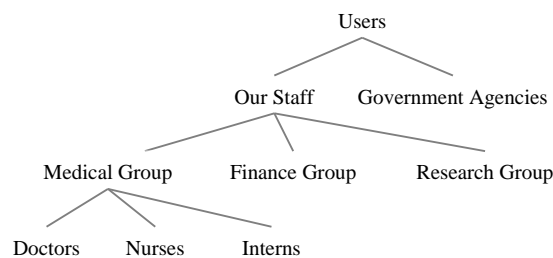 Users
Our Staff Government Agencies
Medical Group Finance Group Research Group
Doctors Nurses Interns